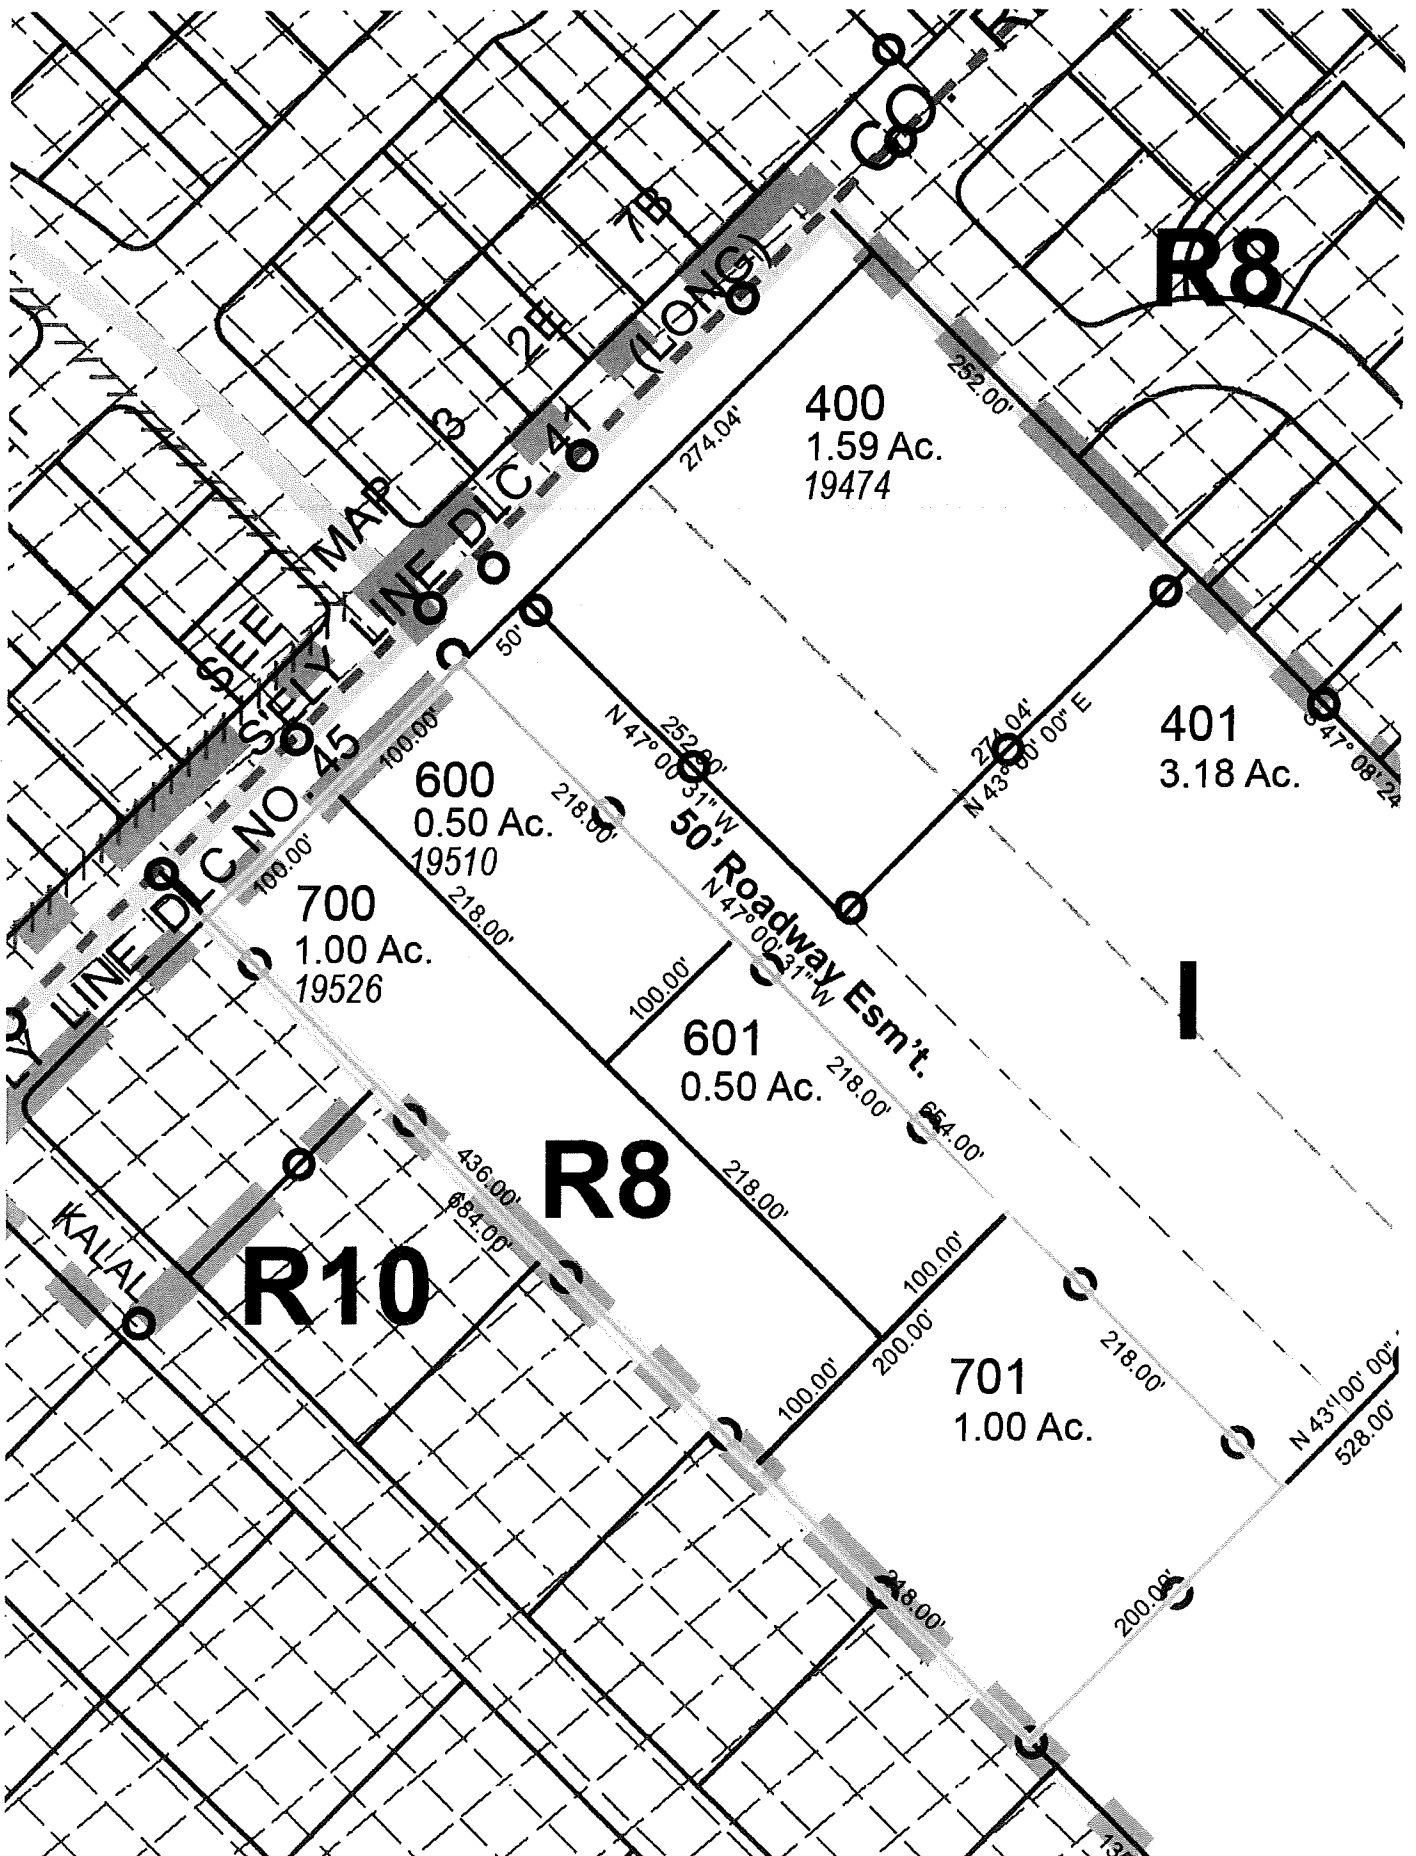 CO.
R8
7B
2E
3
SEE MAP
(LONG)
S'ELY LINE DLC 41
LINE DLC NO. 45
400
1.59 Ac.
19474
252.00'
274.04'
50'
252.00'
N 47° 00' 31" W
274.04'
N 43° 00' 00" E
401
3.18 Ac.
S 47° 08' 24
100.00'
600
0.50 Ac.
19510
218.00'
100.00'
700
1.00 Ac.
19526
218.00'
50' Roadway Esm't.
N 47° 00' 31" W
I
100.00'
601
0.50 Ac.
218.00'
654.00'
436.00'
684.00'
R8
218.00'
KALAL
R10
100.00'
200.00'
100.00'
701
1.00 Ac.
218.00'
N 43° 00' 00"
528.00'
218.00'
200.00'